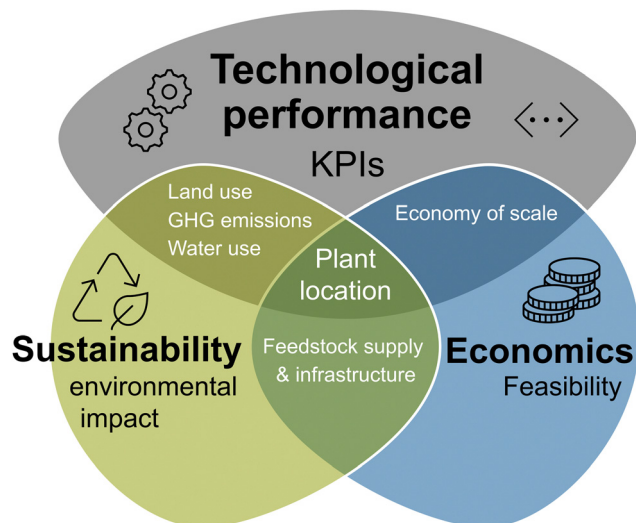 Technological
performance
KPIs
Land use
GHG emissions
Water use
Economy of scale
Plant
location
Sustainability
environmental
impact
Feedstock supply
& infrastructure
Economics
Feasibility